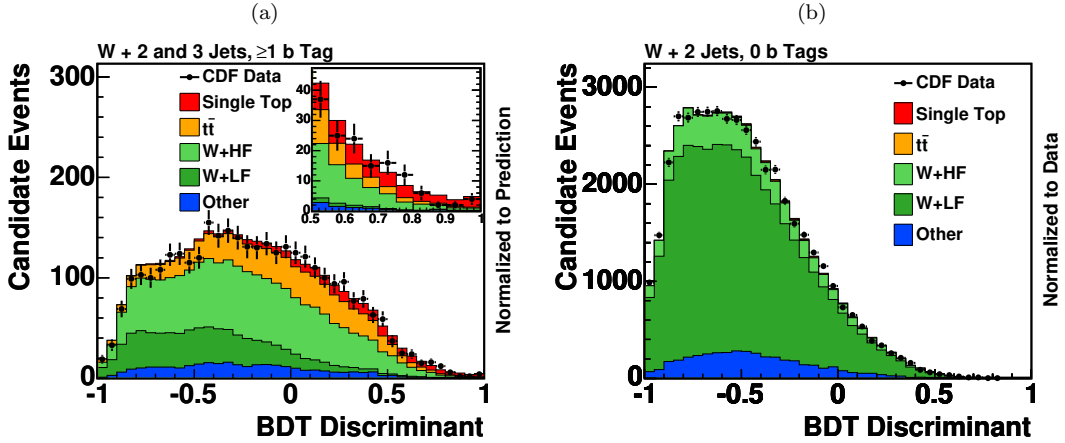 (a)
W + 2 and 3 Jets, ≥1 b Tag
Candidate Events
300
200
100
0
CDF Data
Single Top
tt̄
W+HF
W+LF
Other
40
30
20
10
0
0.5 0.6 0.7 0.8 0.9 1
Normalized to Prediction
-1 -0.5 0 0.5 1
BDT Discriminant
(b)
W + 2 Jets, 0 b Tags
Candidate Events
3000
2000
1000
0
CDF Data
Single Top
tt̄
W+HF
W+LF
Other
Normalized to Data
-1 -0.5 0 0.5 1
BDT Discriminant